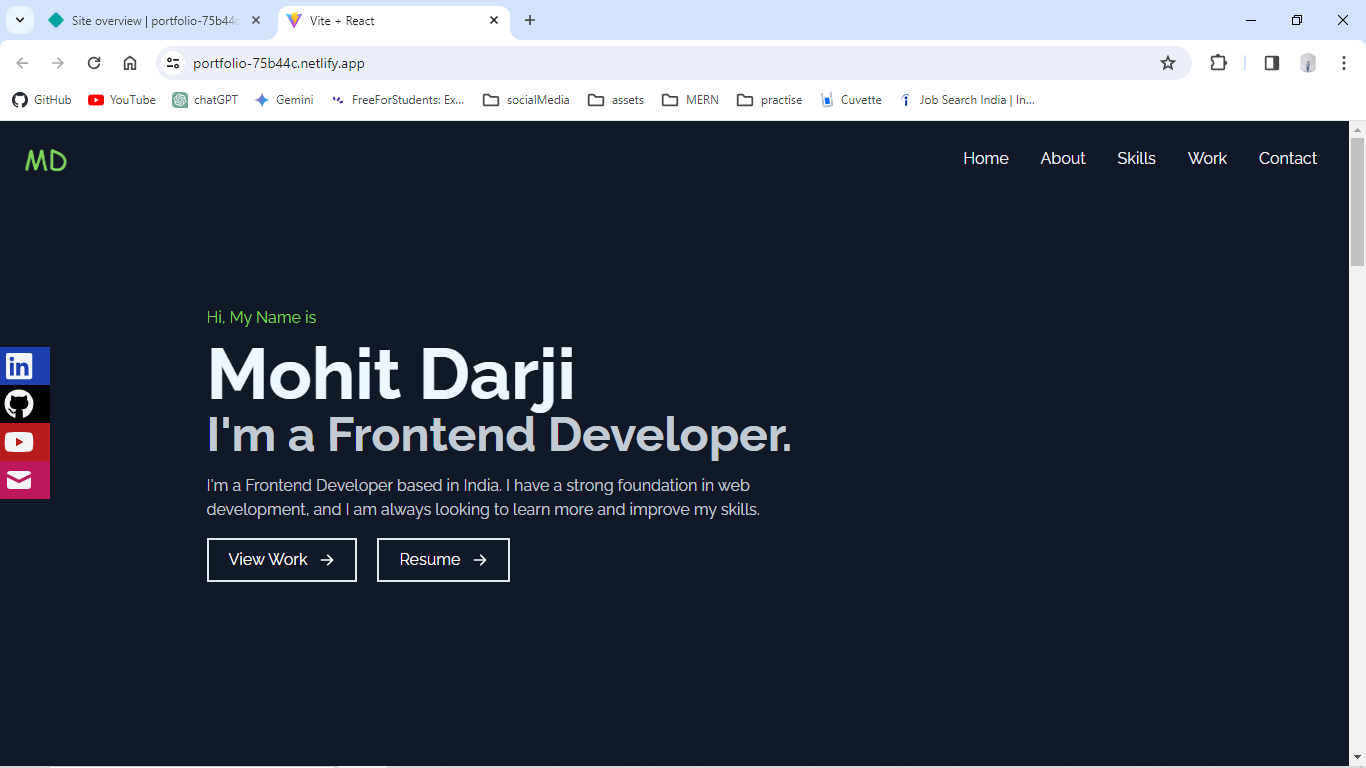 Site overview | portfolio-75b44c
Vite + React
portfolio-75b44c.netlify.app
GitHub
YouTube
chatGPT
Gemini
FreeForStudents: Ex...
socialMedia
assets
MERN
practise
Cuvette
Job Search India | In...
MD
Home
About
Skills
Work
Contact
Hi, My Name is
Mohit Darji
I'm a Frontend Developer.
I'm a Frontend Developer based in India. I have a strong foundation in web
development, and I am always looking to learn more and improve my skills.
in
View Work
Resume